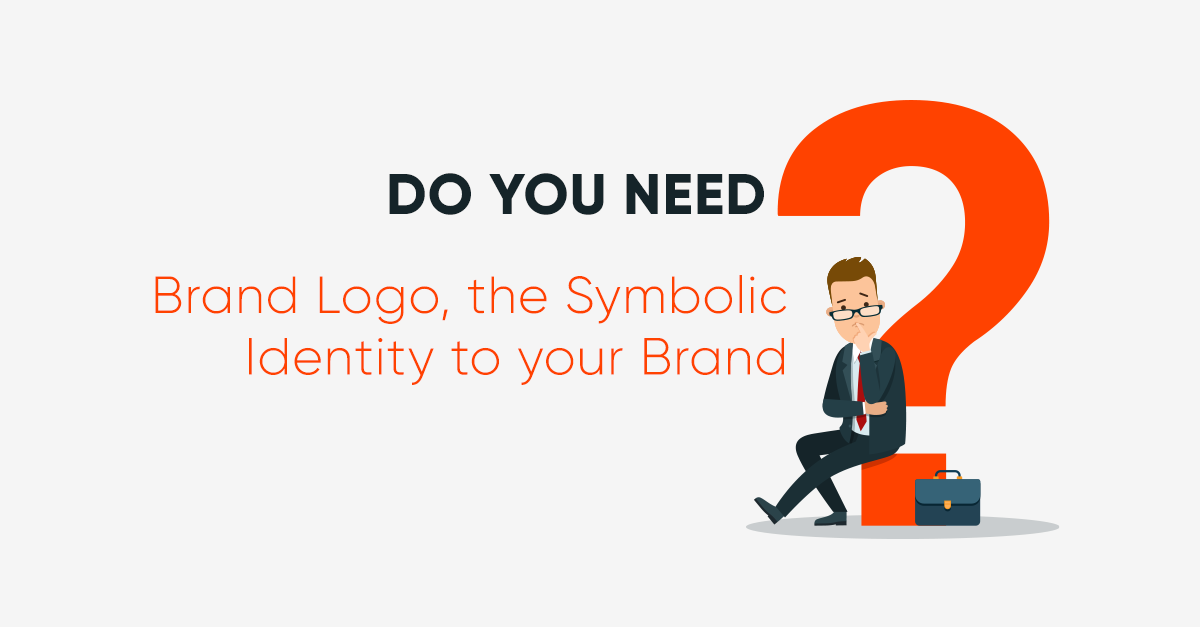 DO YOU NEED
Brand Logo, the Symbolic
Identity to your Brand
?